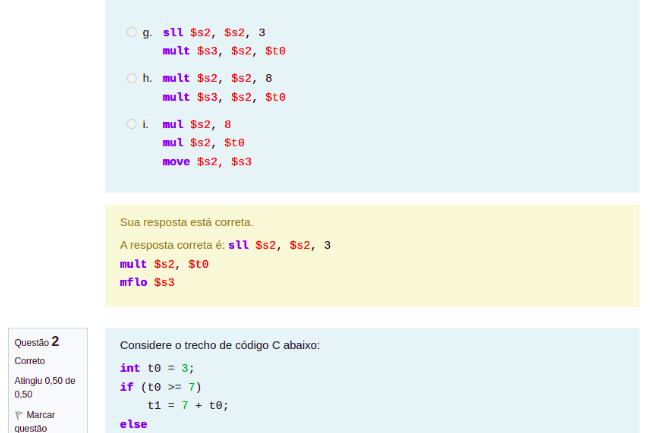 g. sll $s2, $s2, 3
mult $s3, $s2, $t0
h. mult $s2, $s2, 8
mult $s3, $s2, $t0
i. mul $s2, 8
mul $s2, $t0
move $s2, $s3
Sua resposta está correta.
A resposta correta é: sll $s2, $s2, 3
mult $s2, $t0
mflo $s3
Questão 2
Correto
Atingiu 0,50 de
0,50
Marcar
questão
Considere o trecho de código C abaixo:
int t0 = 3;
if (t0 >= 7)
t1 = 7 + t0;
else